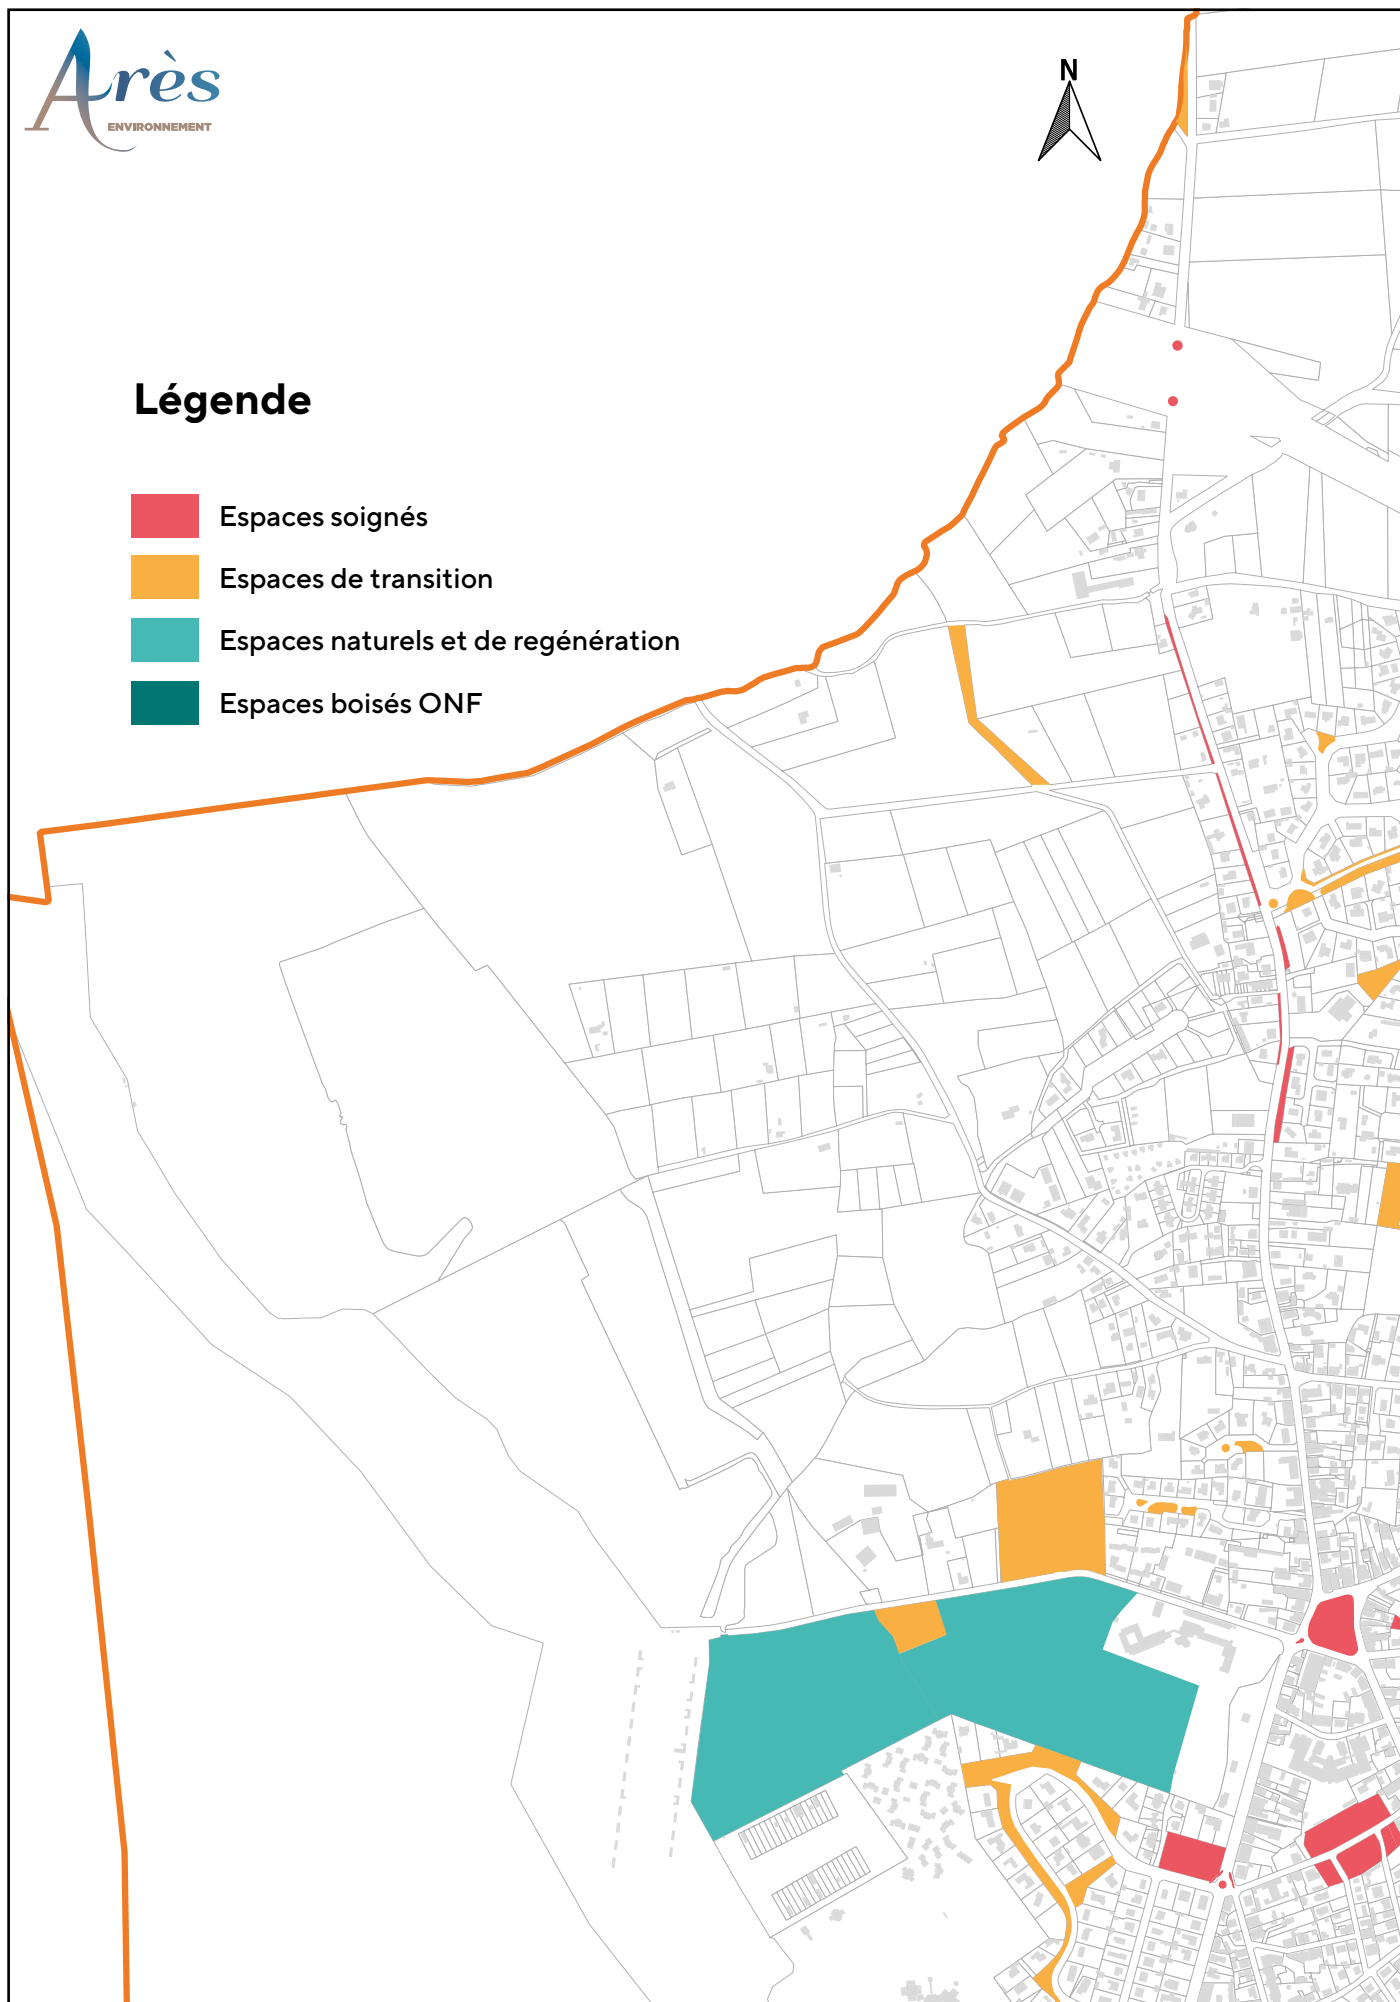 Arès
ENVIRONNEMENT
N
Légende
Espaces soignés
Espaces de transition
Espaces naturels et de regénération
Espaces boisés ONF